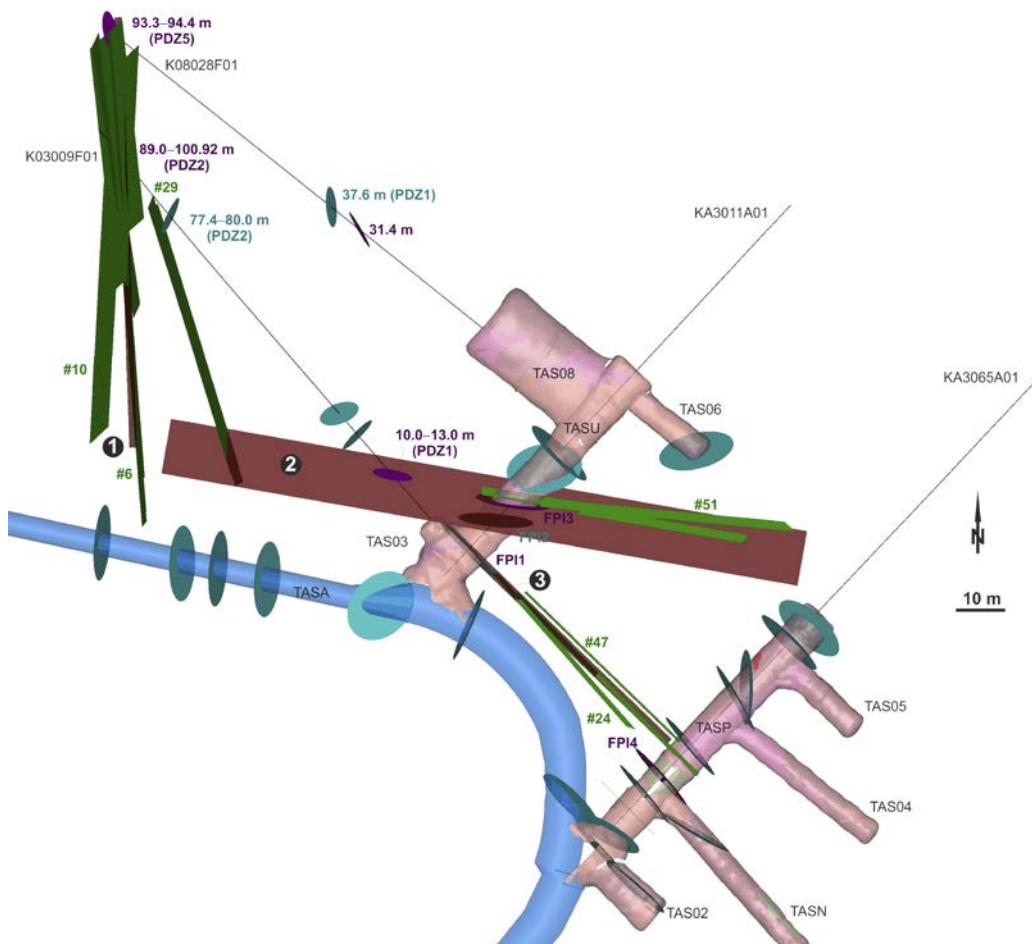 93.3–94.4 m
(PDZ5)
K08028F01
K03009F01
89.0–100.92 m
(PDZ2)
#29
77.4–80.0 m
(PDZ2)
37.6 m (PDZ1)
31.4 m
KA3011A01
KA3065A01
#10
TAS08
TAS06
TASU
1
#6
2
10.0–13.0 m
(PDZ1)
#51
FPI3
FPI2
TAS03
FPI1
3
N
10 m
TASA
#47
#24
FPI4
TASP
TAS05
TAS04
TAS02
TASN